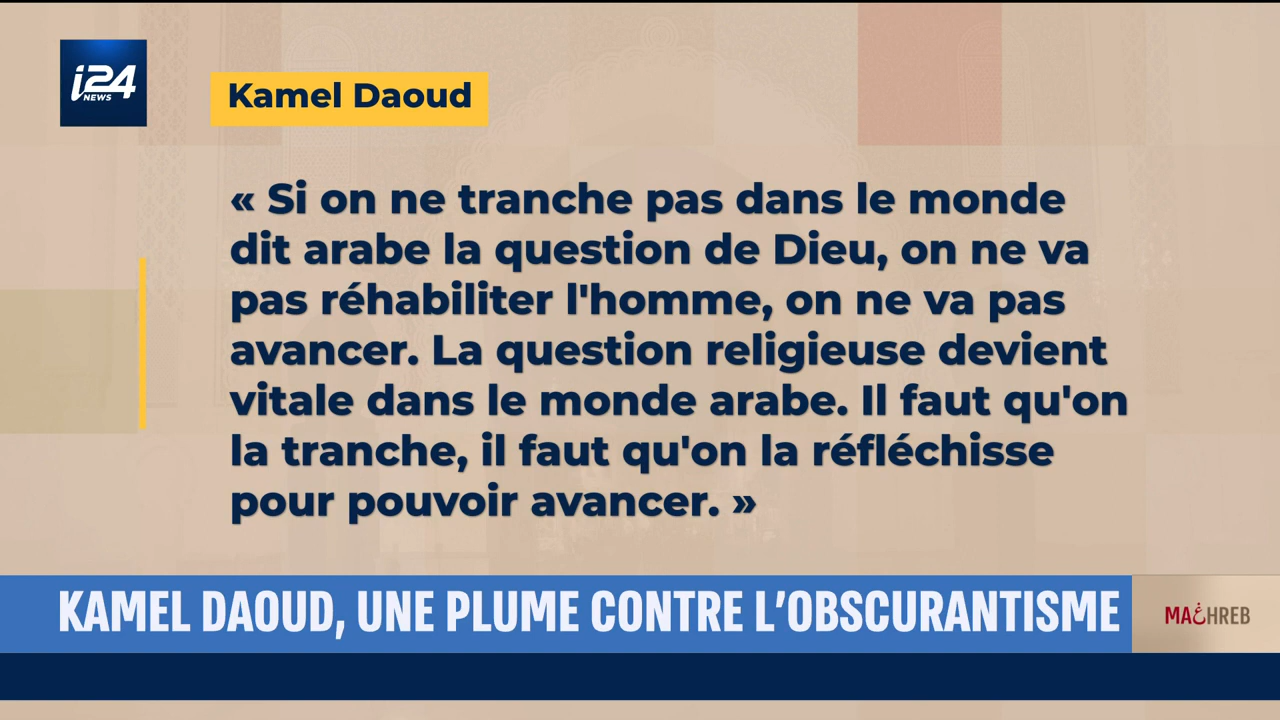 i24
NEWS
Kamel Daoud
« Si on ne tranche pas dans le monde
dit arabe la question de Dieu, on ne va
pas réhabiliter l'homme, on ne va pas
avancer. La question religieuse devient
vitale dans le monde arabe. Il faut qu'on
la tranche, il faut qu'on la réfléchisse
pour pouvoir avancer. »
KAMEL DAOUD, UNE PLUME CONTRE L’OBSCURANTISME
MAغHREB